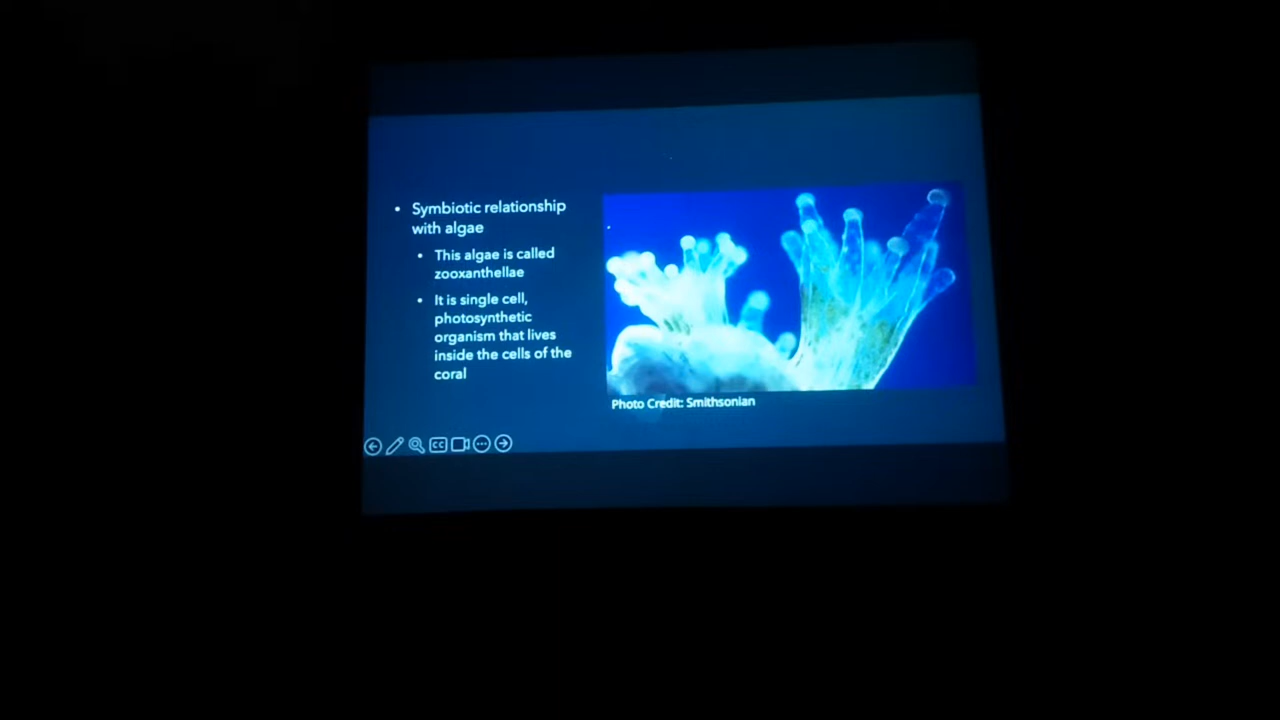 Symbiotic relationship
with algae
This algae is called
zooxanthellae
It is single cell,
photosynthetic
organism that lives
inside the cells of the
coral
Photo Credit: Smithsonian
CC